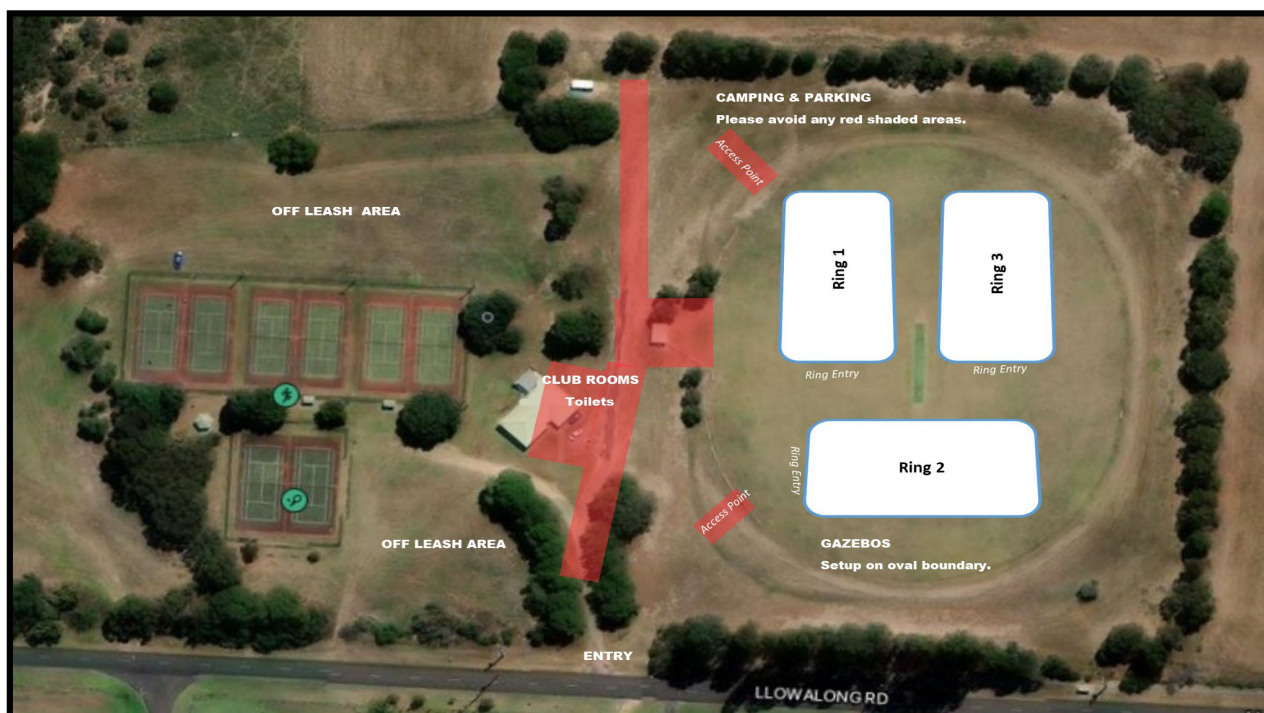 CAMPING & PARKING
Please avoid any red shaded areas.
Access Point
OFF LEASH AREA
Ring 1
Ring 3
Ring Entry
Ring Entry
CLUB ROOMS
Toilets
Ring 2
Ring Entry
Access Point
OFF LEASH AREA
GAZEBOS
Setup on oval boundary.
ENTRY
LLOWALONG RD